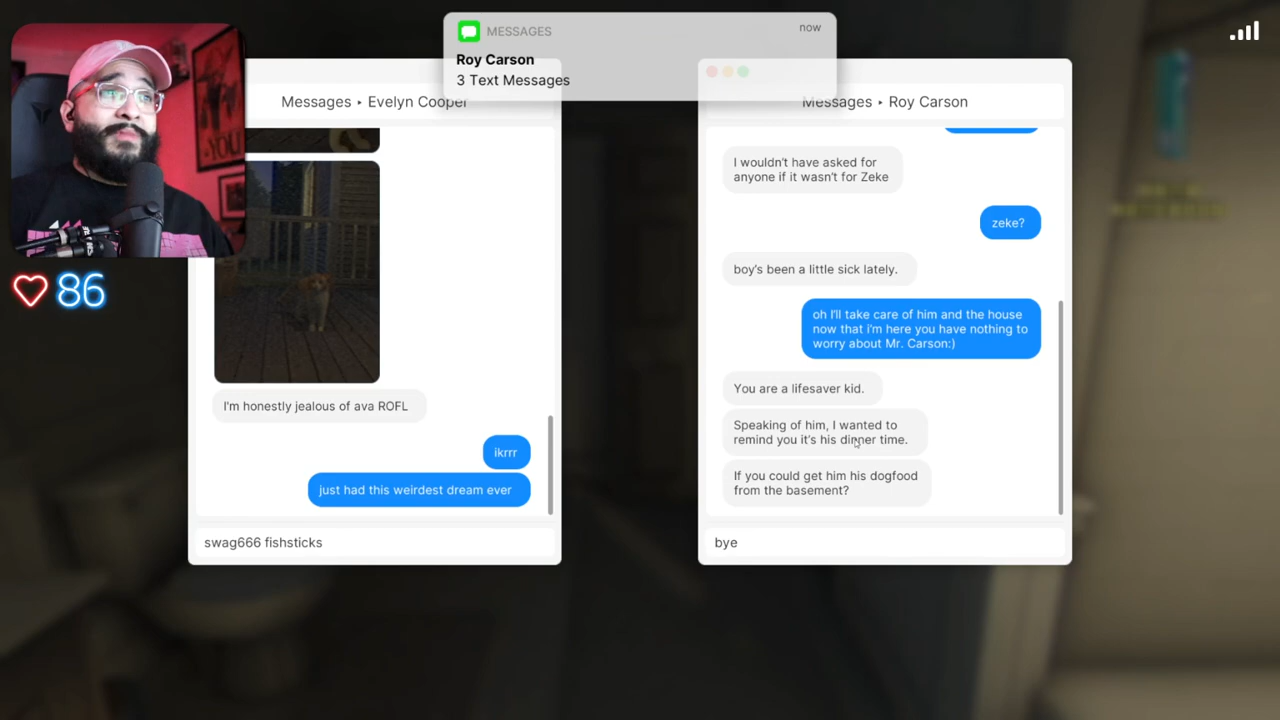 MESSAGES
now
Roy Carson
3 Text Messages
Messages ▸ Evelyn Cooper
I'm honestly jealous of ava ROFL
ikrrr
just had this weirdest dream ever
swag666 fishsticks
Messages ▸ Roy Carson
I wouldn't have asked for
anyone if it wasn't for Zeke
zeke?
boy's been a little sick lately.
oh I'll take care of him and the house
now that i'm here you have nothing to
worry about Mr. Carson:)
You are a lifesaver kid.
Speaking of him, I wanted to
remind you it's his dinner time.
If you could get him his dogfood
from the basement?
bye
YOU
86